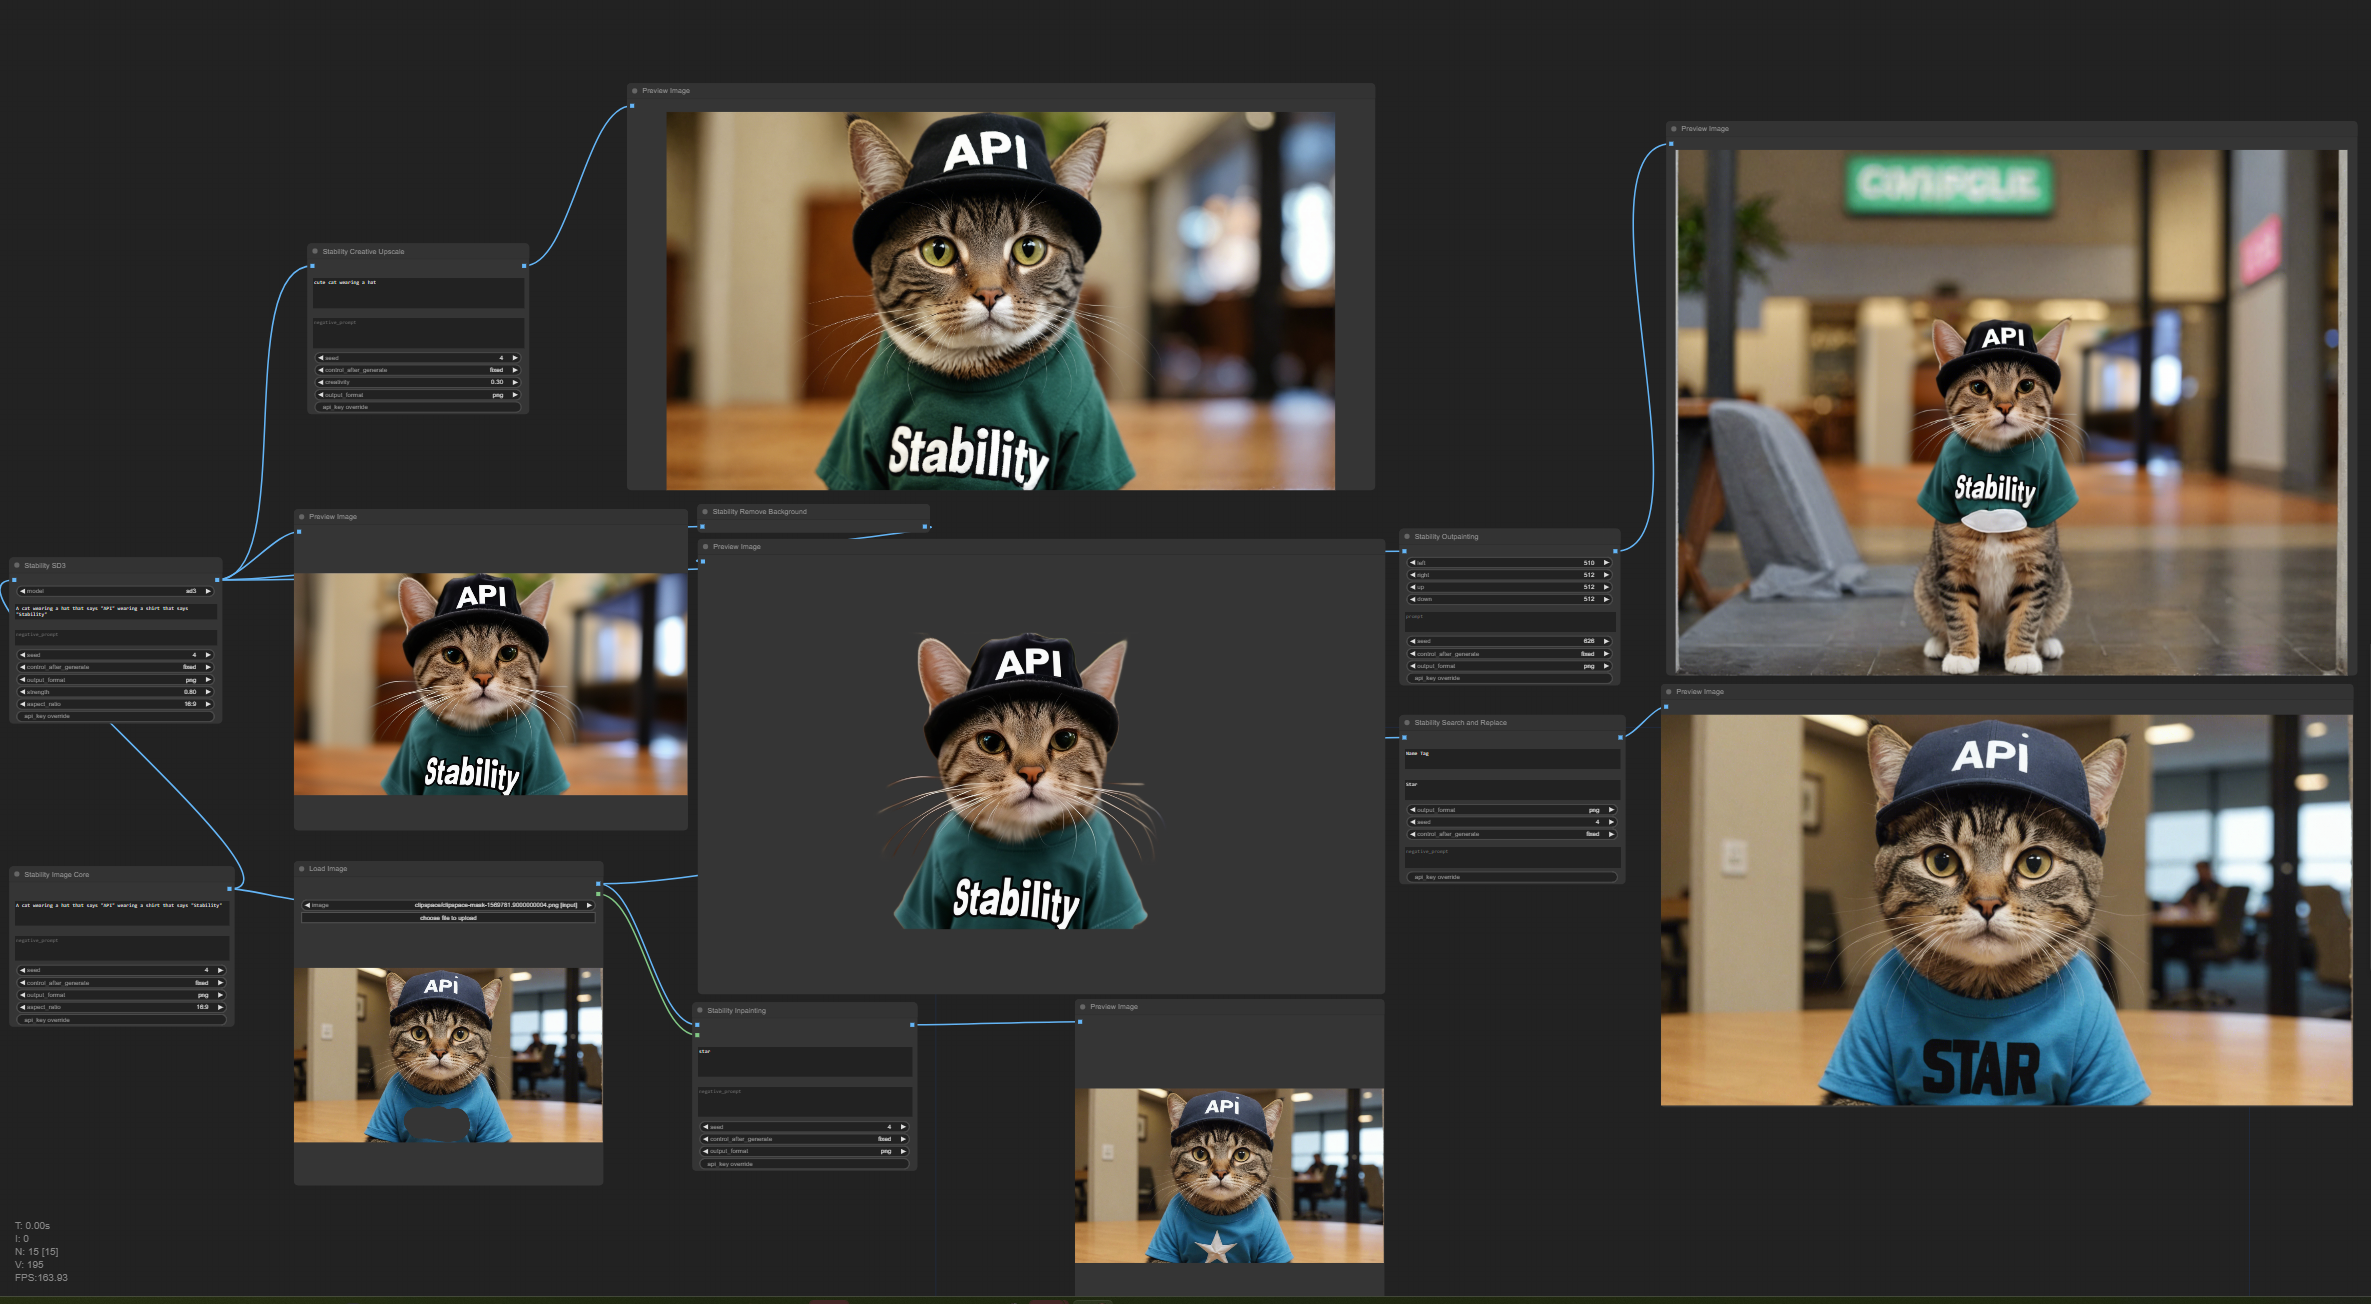 Preview Image
API
Stability
Stability Creative Upscale
cute cat wearing a hat
negative_prompt
seed 4
control_after_generate fixed
creativity 0.30
output_format png
api_key override
Preview Image
API
Stability
Preview Image
API
Stability
Stability Remove Background
Preview Image
API
Stability
Stability SD3
model sd3
A cat wearing a hat that says "API" wearing a shirt that says
"Stability"
negative_prompt
seed 4
control_after_generate fixed
output_format png
strength 0.80
aspect_ratio 16:9
api_key override
Stability Outpainting
left 510
right 512
up 512
down 512
prompt
seed 626
control_after_generate fixed
output_format png
api_key override
Stability Search and Replace
Name Tag
Star
output_format png
seed 4
control_after_generate fixed
negative_prompt
api_key override
Preview Image
APi
STAR
Stability Image Core
A cat wearing a hat that says "API" wearing a shirt that says "Stability"
negative_prompt
seed 4
control_after_generate fixed
output_format png
aspect_ratio 16:9
api_key override
Load Image
image clipspace/clipspace-mask-1569781.9000000004.png [input]
choose file to upload
APi
Stability Inpainting
star
negative_prompt
seed 4
control_after_generate fixed
output_format png
api_key override
Preview Image
APi
T: 0.00s
I: 0
N: 15 [15]
V: 195
FPS:163.93